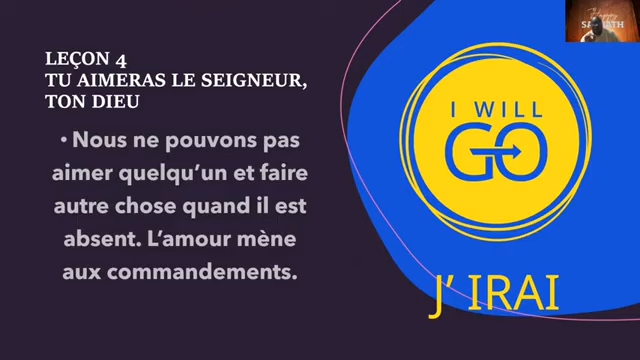 LEÇON 4
TU AIMERAS LE SEIGNEUR,
TON DIEU
• Nous ne pouvons pas
aimer quelqu’un et faire
autre chose quand il est
absent. L’amour mène
aux commandements.
I WILL
GO
J’ IRAI
Happy